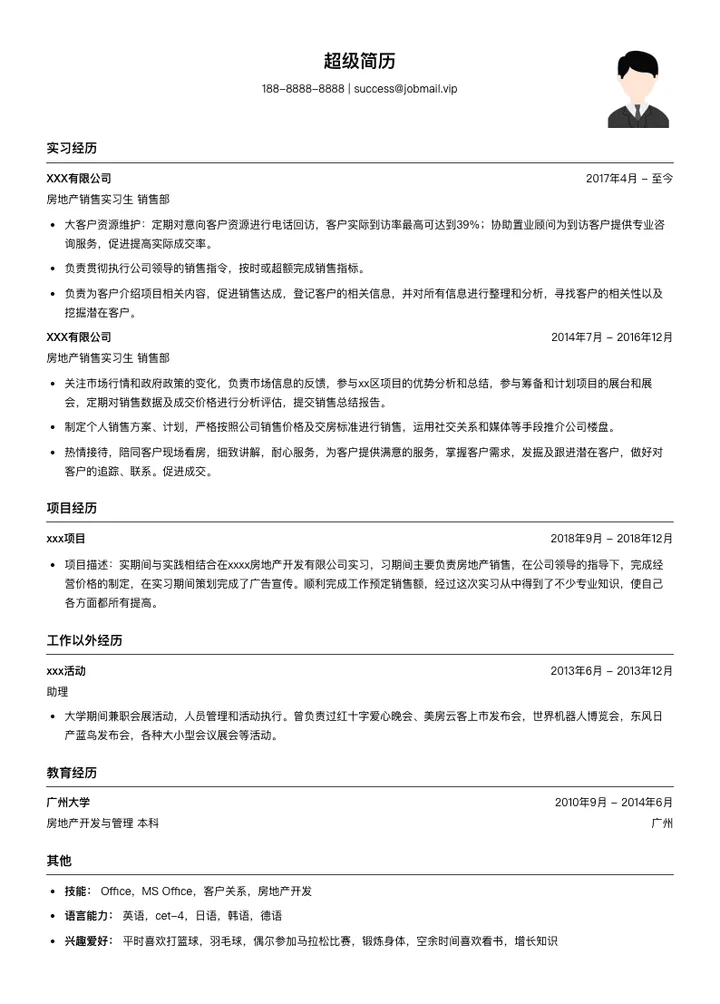 超级简历
188-8888-8888 | success@jobmail.vip
实习经历
XXX有限公司 2017年4月 – 至今
房地产销售实习生 销售部
• 大客户资源维护：定期对意向客户资源进行电话回访，客户实际到访率最高可达到39%；协助置业顾问为到访客户提供专业咨
询服务，促进提高实际成交率。
• 负责贯彻执行公司领导的销售指令，按时或超额完成销售指标。
• 负责为客户介绍项目相关内容，促进销售达成，登记客户的相关信息，并对所有信息进行整理和分析，寻找客户的相关性以及
挖掘潜在客户。
XXX有限公司 2014年7月 – 2016年12月
房地产销售实习生 销售部
• 关注市场行情和政府政策的变化，负责市场信息的反馈，参与xx区项目的优势分析和总结，参与筹备和计划项目的展台和展
会，定期对销售数据及成交价格进行分析评估，提交销售总结报告。
• 制定个人销售方案、计划，严格按照公司销售价格及交房标准进行销售，运用社交关系和媒体等手段推介公司楼盘。
• 热情接待，陪同客户现场看房，细致讲解，耐心服务，为客户提供满意的服务，掌握客户需求，发掘及跟进潜在客户，做好对
客户的追踪、联系。促进成交。
项目经历
xxx项目 2018年9月 – 2018年12月
• 项目描述：实期间与实践相结合在xxxx房地产开发有限公司实习，习期间主要负责房地产销售，在公司领导的指导下，完成经
营价格的制定，在实习期间策划完成了广告宣传。顺利完成工作预定销售额，经过这次实习从中得到了不少专业知识，使自己
各方面都所有提高。
工作以外经历
xxx活动 2013年6月 – 2013年12月
助理
• 大学期间兼职会展活动，人员管理和活动执行。曾负责过红十字爱心晚会、美房云客上市发布会，世界机器人博览会，东风日
产蓝鸟发布会，各种大小型会议展会等活动。
教育经历
广州大学 2010年9月 – 2014年6月
房地产开发与管理 本科 广州
其他
• 技能： Office，MS Office，客户关系，房地产开发
• 语言能力： 英语，cet-4，日语，韩语，德语
• 兴趣爱好： 平时喜欢打篮球，羽毛球，偶尔参加马拉松比赛，锻炼身体，空余时间喜欢看书，增长知识